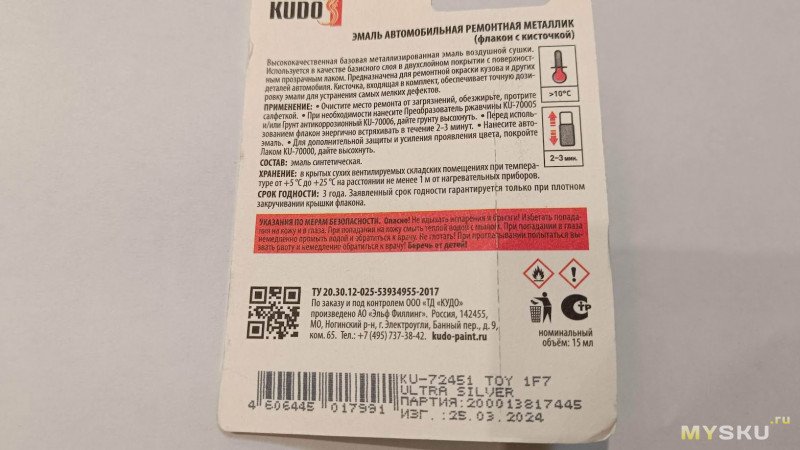 KUDO
ЭМАЛЬ АВТОМОБИЛЬНАЯ РЕМОНТНАЯ МЕТАЛЛИК
(флакон с кисточкой)
Высококачественная базовая металлизированная эмаль воздушной сушки.
Используется в качестве базисного слоя в двухслойном покрытии с поверхност-
ным прозрачным лаком. Предназначена для ремонтной окраски кузова и других
деталей автомобиля. Кисточка, входящая в комплект, обеспечивает точную дози-
ровку эмали для устранения самых мелких дефектов.
>10°C
ПРИМЕНЕНИЕ: • Очистите место ремонта от загрязнений, обезжирьте, протрите
салфеткой. • При необходимости нанесите Преобразователь ржавчины KU-70005
и/или Грунт антикоррозионный KU-70006, дайте грунту высохнуть. • Перед исполь-
зованием флакон энергично встряхивать в течение 2–3 минут. • Нанесите авто-
эмаль. • Для дополнительной защиты и усиления проявления цвета, покройте
Лаком KU-70000, дайте высохнуть.
2–3 мин.
СОСТАВ: эмаль синтетическая.
ХРАНЕНИЕ: в крытых сухих вентилируемых складских помещениях при темпера-
туре от +5 °С до +25 °С на расстоянии не менее 1 м от нагревательных приборов.
СРОК ГОДНОСТИ: 3 года. Заявленный срок годности гарантируется только при плотном
закручивании крышки флакона.
УКАЗАНИЯ ПО МЕРАМ БЕЗОПАСНОСТИ. Опасно! Не вдыхать испарения и брызги! Избегать попада-
ния на кожу и в глаза. При попадании на кожу смыть теплой водой с мылом. При попадании в глаза
немедленно промыть водой и обратиться к врачу. Не глотать! При проглатывании попытаться вы-
звать рвоту и немедленно обратиться к врачу! Беречь от детей!
ТУ 20.30.12-025-53934955-2017
По заказу и под контролем ООО «ТД «КУДО»
произведено АО «Эльф Филлинг». Россия, 142455,
МО, Ногинский р-н, г. Электроугли, Банный пер., д. 9,
ком. 65. Тел.: +7 (495) 737-38-42. kudo-paint.ru
номинальный
объём: 15 мл
4 606445 017991
KU-72451 TOY 1F7
ULTRA SILVER
ПАРТИЯ:200013817445
ИЗГ.:25.03.2024
MYSKU.ru